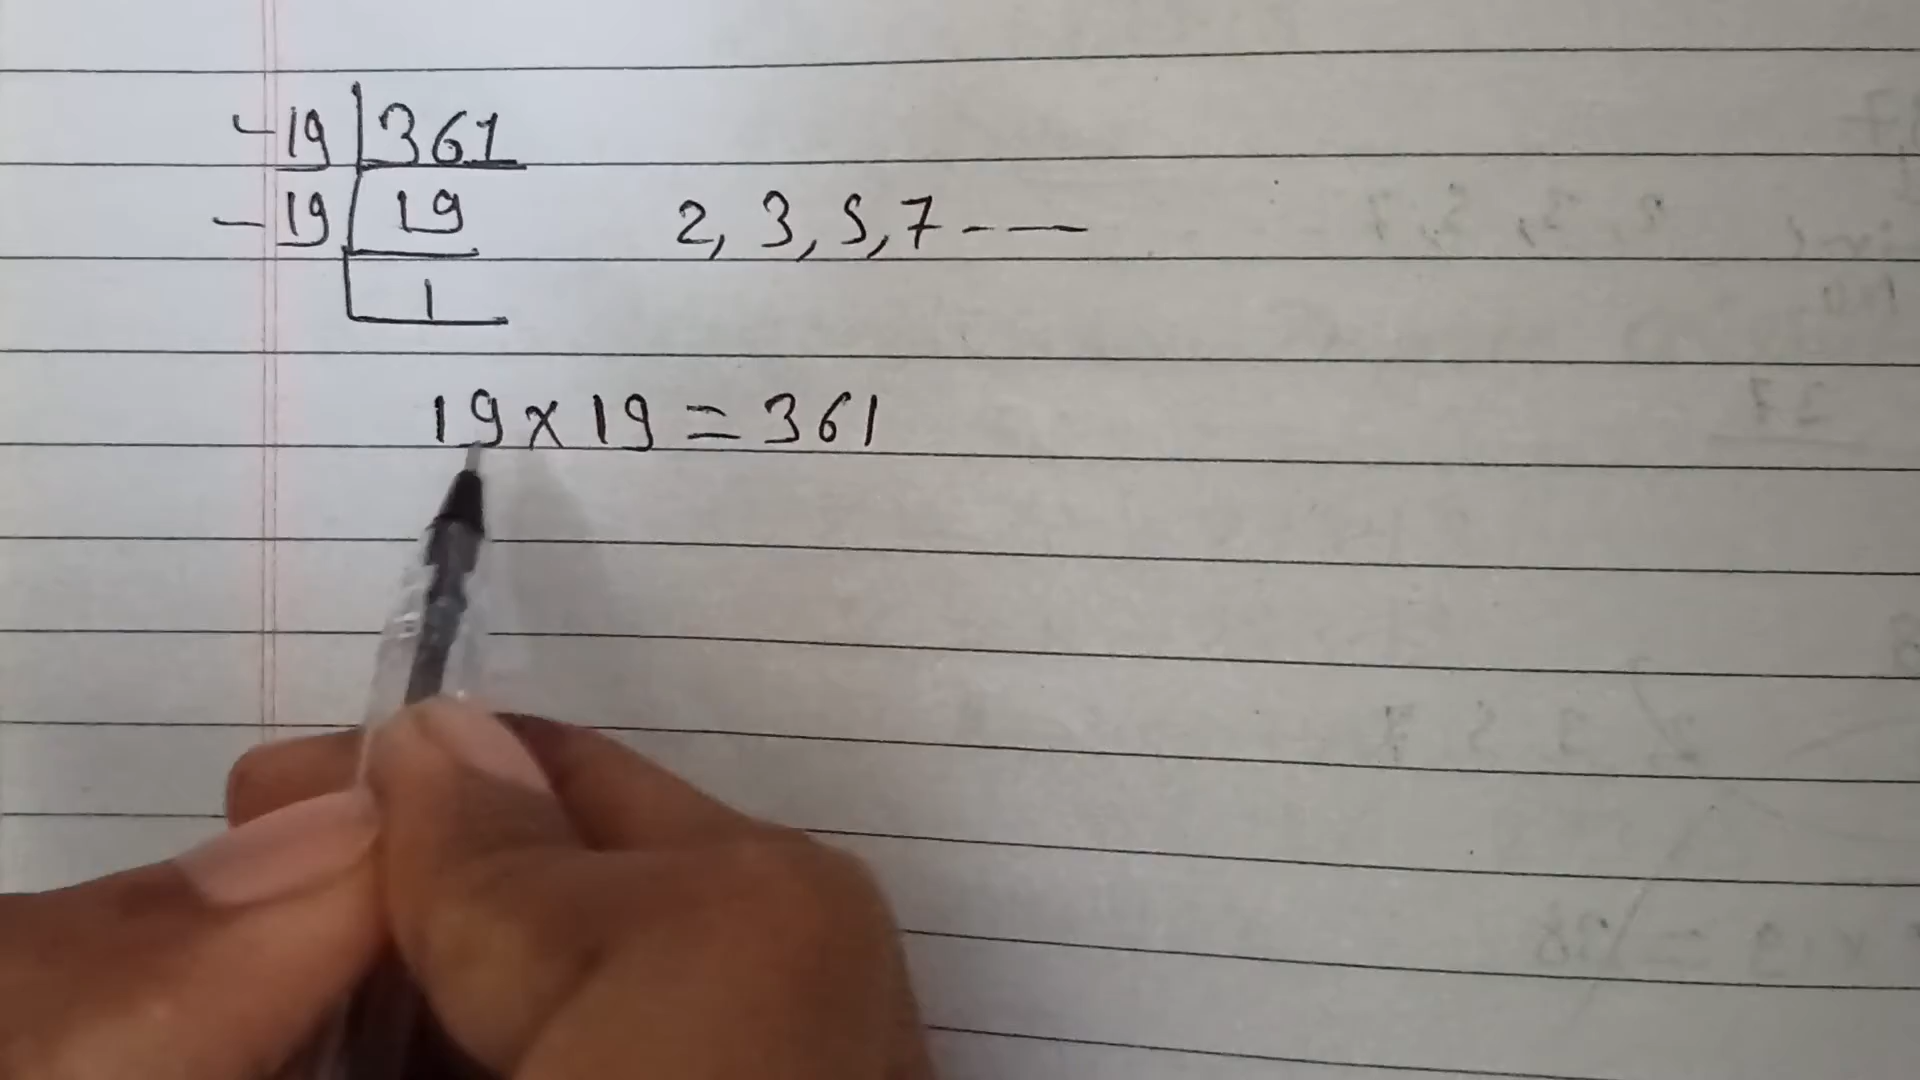 19 | 361
19 | 19
1
2, 3, 5, 7 - —
19 x 19 = 361